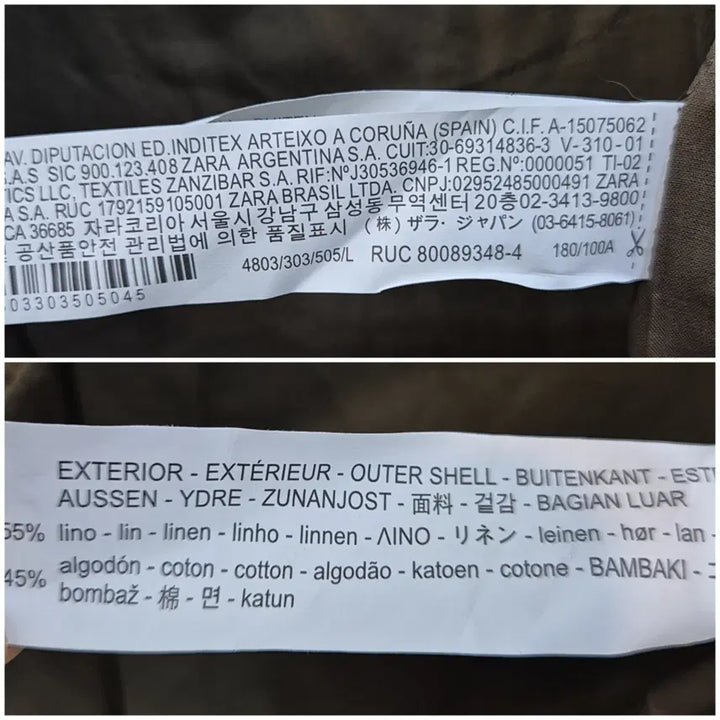 AV. DIPUTACION ED.INDITEX ARTEIXO A CORUÑA (SPAIN) C.I.F. A-15075062
S.A.S SIC 900.123.408 ZARA ARGENTINA S.A. CUIT:30-69314836-3 V-310-01
TICS LLC, TEXTILES ZANZIBAR S.A. RIF:NºJ30536946-1 REG.Nº:0000051 TI-02
A S.A. RUC 1792159105001 ZARA BRASIL LTDA. CNPJ:02952485000491 ZARA
CA 36685 자라코리아 서울시 강남구 삼성동 무역센터 20층 02-3413-9800
공산품안전 관리법에 의한 품질표시 (株) ザラ・ジャパン (03-6415-8061)
4803/303/505/L RUC 80089348-4 180/100A
03303505045
EXTERIOR - EXTÉRIEUR - OUTER SHELL - BUITENKANT - EST
AUSSEN - YDRE - ZUNANJOST - 面料 - 겉감 - BAGIAN LUAR
55% lino - lin - linen - linho - linnen - ΛΙΝΟ - リネン - leinen - hør - lan -
45% algodón - coton - cotton - algodão - katoen - cotone - BAMBAKI -
bombaž - 棉 - 면 - katun